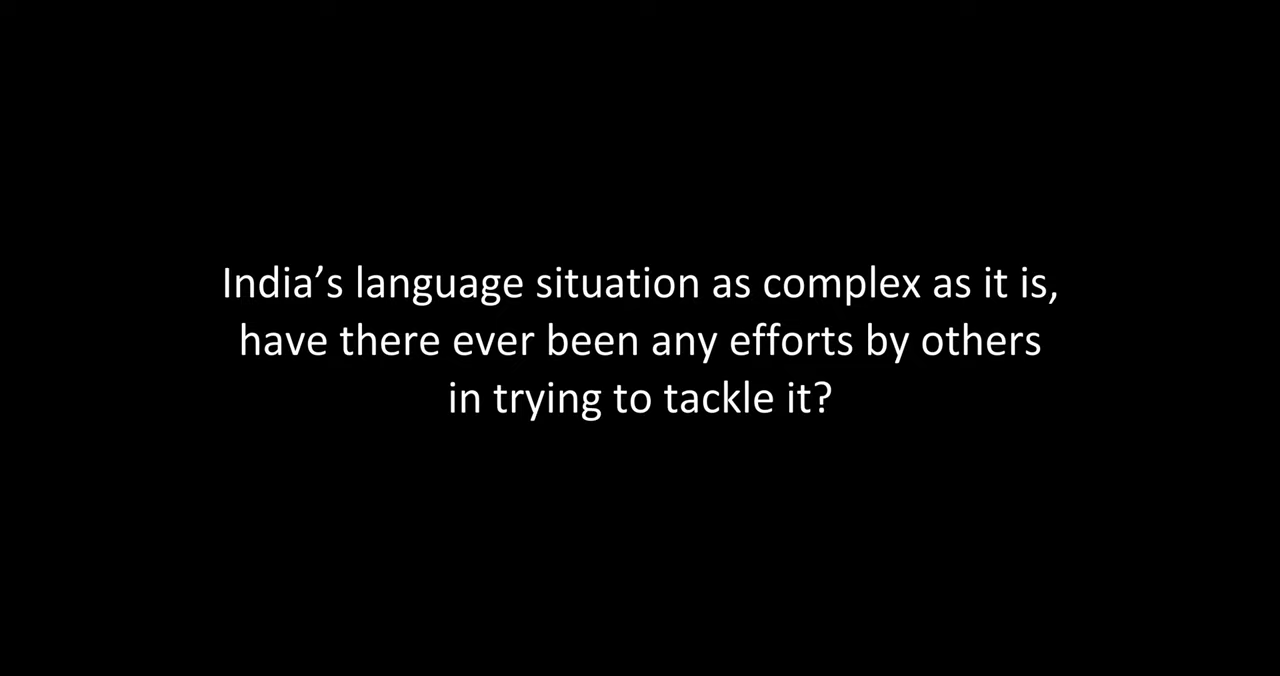 India’s language situation as complex as it is,
have there ever been any efforts by others
in trying to tackle it?